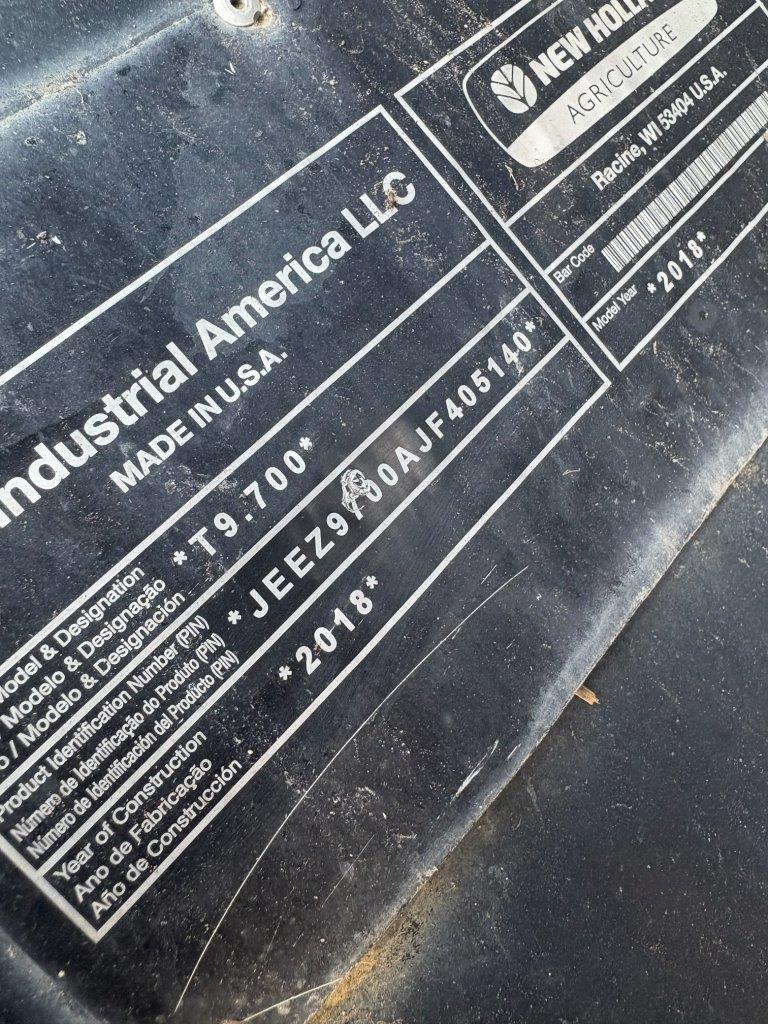 Industrial America LLC
MADE IN U.S.A.
Model & Designation
/ Modelo & Designação
o / Modelo & Designación
*T9.700*
Product Identification Number (PIN)
Número de Identificação do Produto (PIN)
Número de Identificación del Producto (PIN)
*JEEZ9700AJF405140*
Year of Construction
Ano de Fabricação
Año de Construcción
*2018*
NEW HOLLA
AGRICULTURE
Racine, WI 53404 U.S.A.
Bar Code
Model Year *2018*